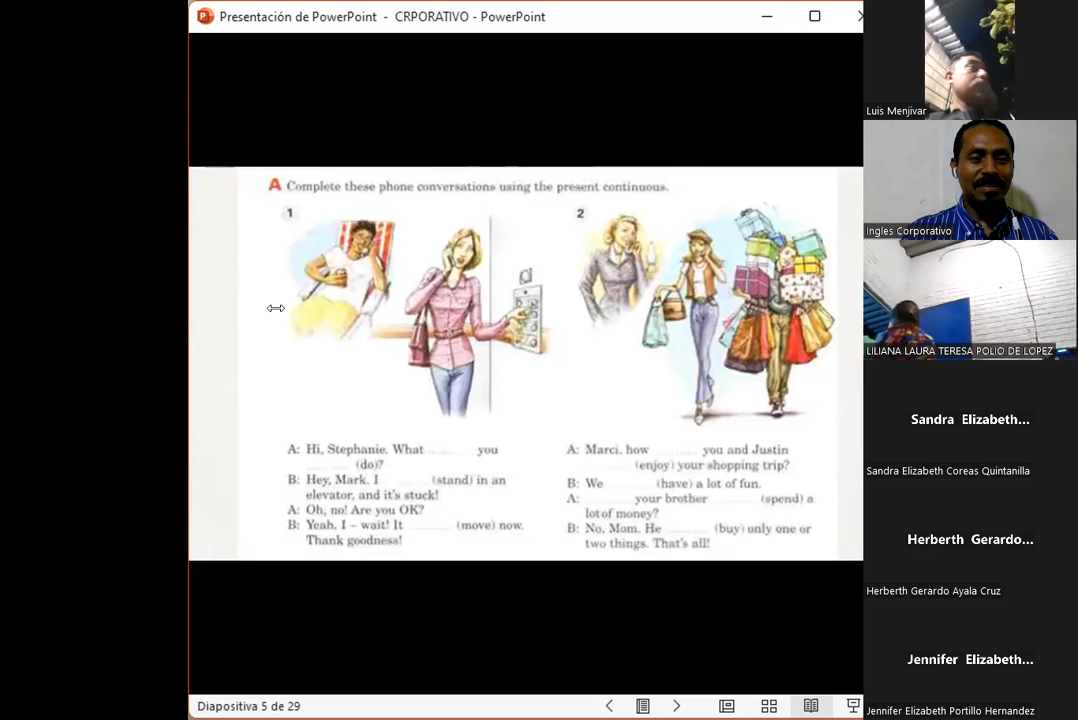 Presentación de PowerPoint - CRPORATIVO - PowerPoint
A Complete these phone conversations using the present continuous.
1
A: Hi, Stephanie. What ........ you
........ (do)?
B: Hey, Mark. I ........ (stand) in an
elevator, and it's stuck!
A: Oh, no! Are you OK?
B: Yeah. I – wait! It ........ (move) now.
Thank goodness!
2
A: Marci, how ........ you and Justin
........ (enjoy) your shopping trip?
B: We ........ (have) a lot of fun.
A: ........ your brother ........ (spend) a
lot of money?
B: No, Mom. He ........ (buy) only one or
two things. That's all!
Diapositiva 5 de 29
Luis Menjivar
Ingles Corporativo
LILIANA LAURA TERESA POLIO DE LOPEZ
Sandra Elizabeth...
Sandra Elizabeth Coreas Quintanilla
Herberth Gerardo...
Herberth Gerardo Ayala Cruz
Jennifer Elizabeth...
Jennifer Elizabeth Portillo Hernandez